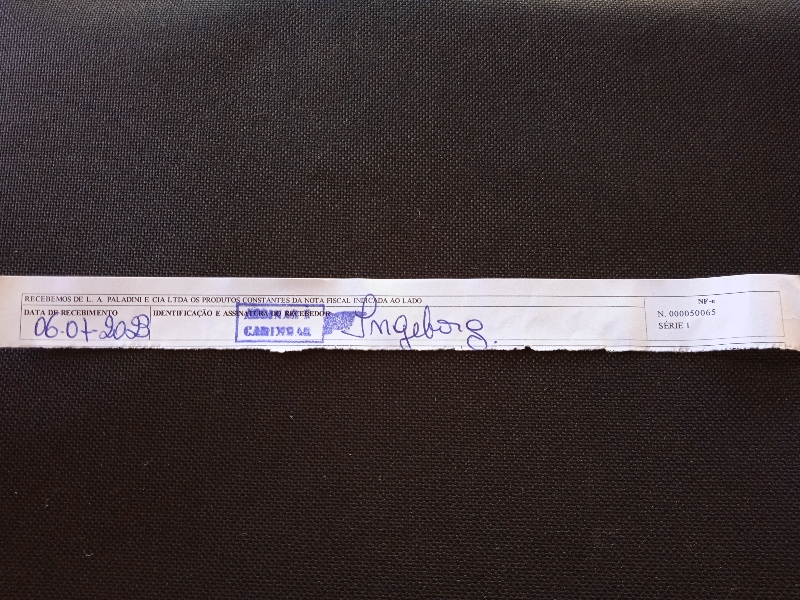 RECEBEMOS DE L. A. PALADINI E CIA LTDA OS PRODUTOS CONSTANTES DA NOTA FISCAL INDICADA AO LADO
DATA DE RECEBIMENTO
06-07-2023
IDENTIFICAÇÃO E ASSINATURA DO RECEBEDOR
Ingeborg.
NF-e
N. 000050065
SÉRIE 1